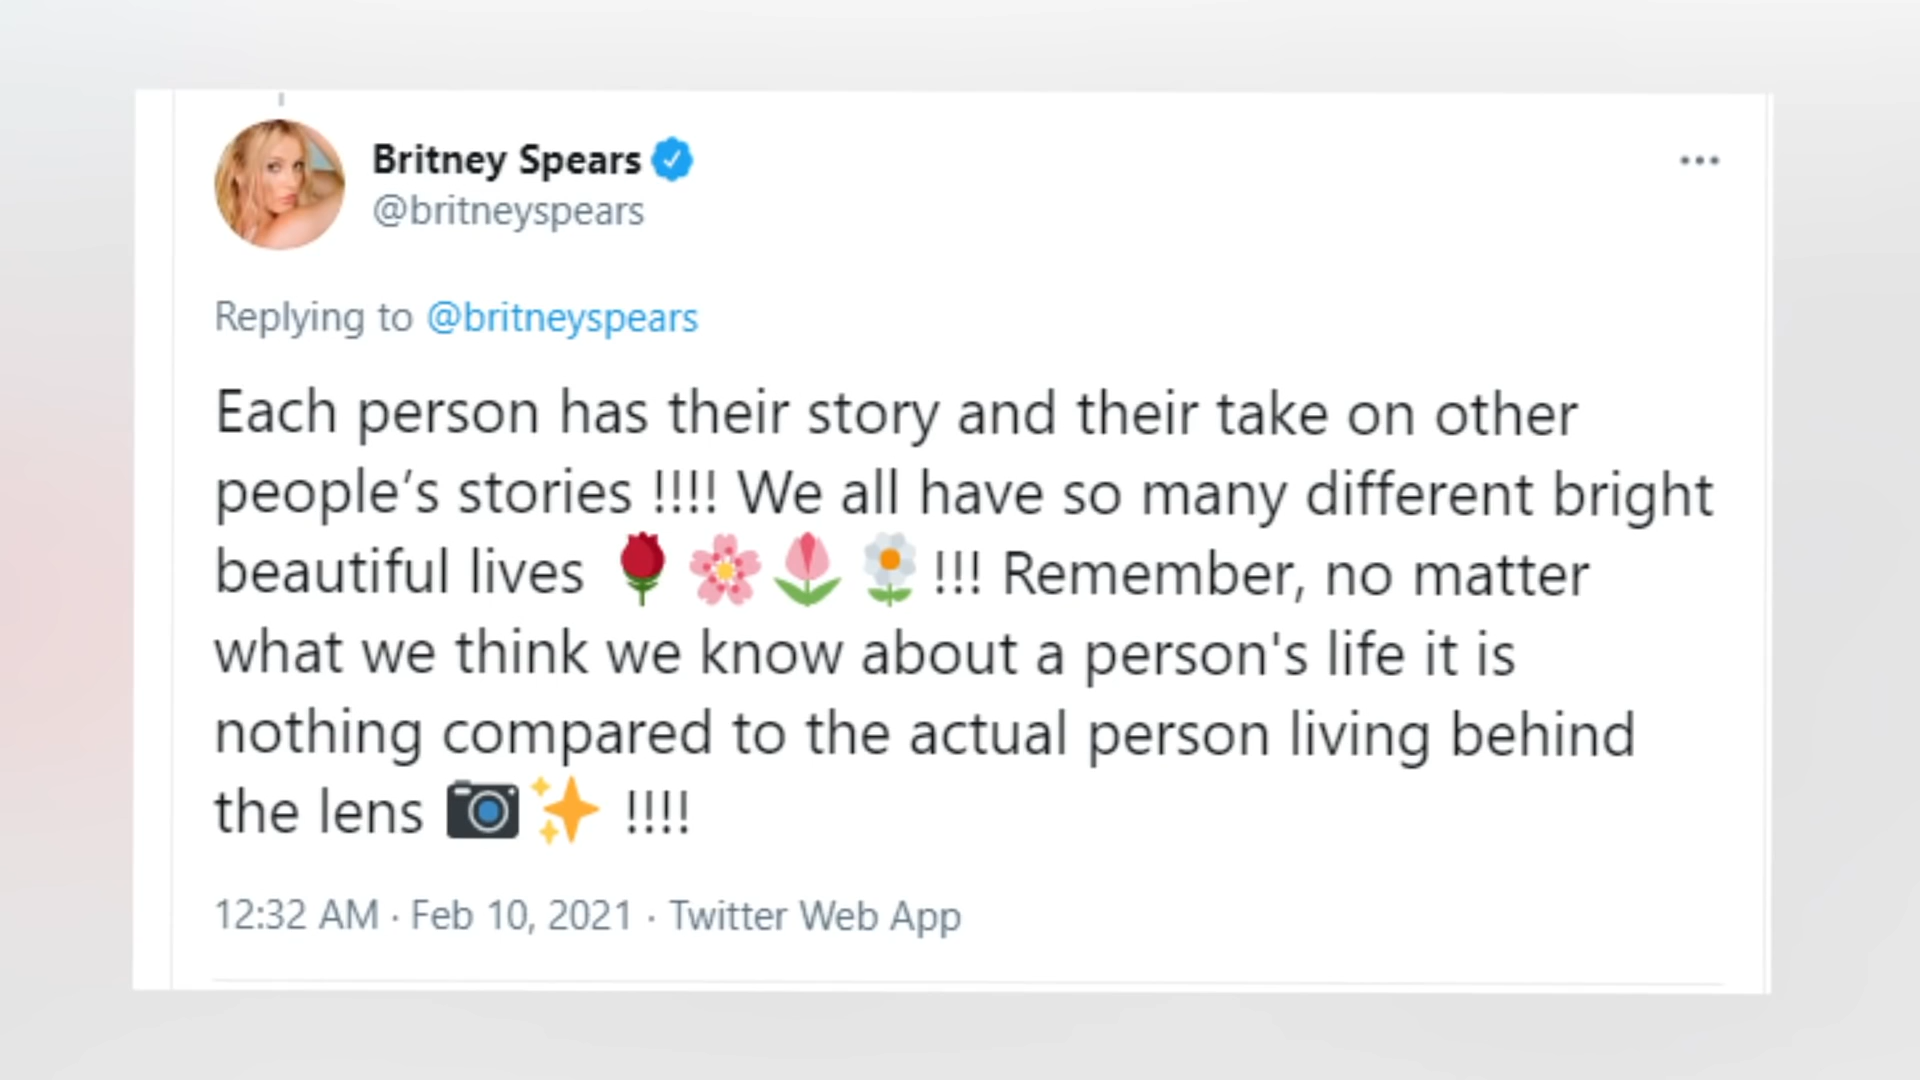 Britney Spears
@britneyspears
Replying to @britneyspears
Each person has their story and their take on other
people’s stories !!!! We all have so many different bright
beautiful lives 🌹🌸🌷🌼!!! Remember, no matter
what we think we know about a person's life it is
nothing compared to the actual person living behind
the lens 📷✨ !!!!
12:32 AM · Feb 10, 2021 · Twitter Web App